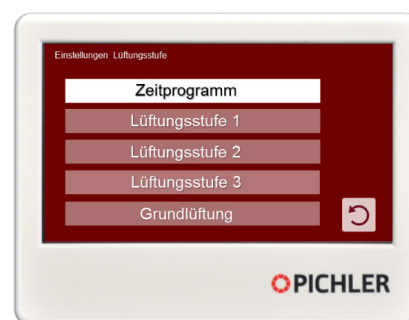 Einstellungen Lüftungsstufe
Zeitprogramm
Lüftungsstufe 1
Lüftungsstufe 2
Lüftungsstufe 3
Grundlüftung
PICHLER